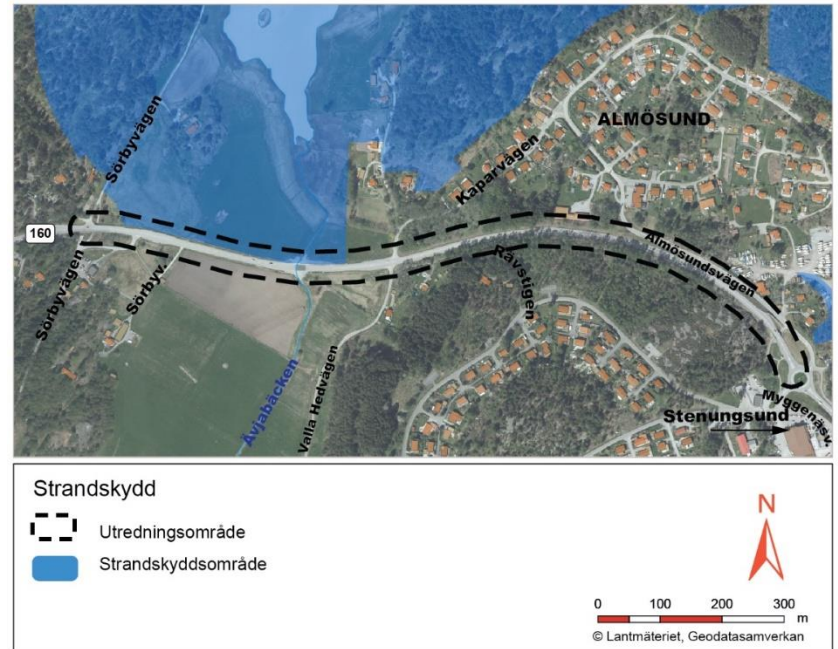 Sörbyvägen
ALMÖSUND
Kaparvägen
160
Almösundsvägen
Sörbyvägen
Sörbyv.
Rävstigen
Avjabäcken
Valla Hedvägen
Myggenäsv.
Stenungsund
Strandskydd
Utredningsområde
Strandskyddsområde
N
0 100 200 300
m
© Lantmäteriet, Geodatasamverkan